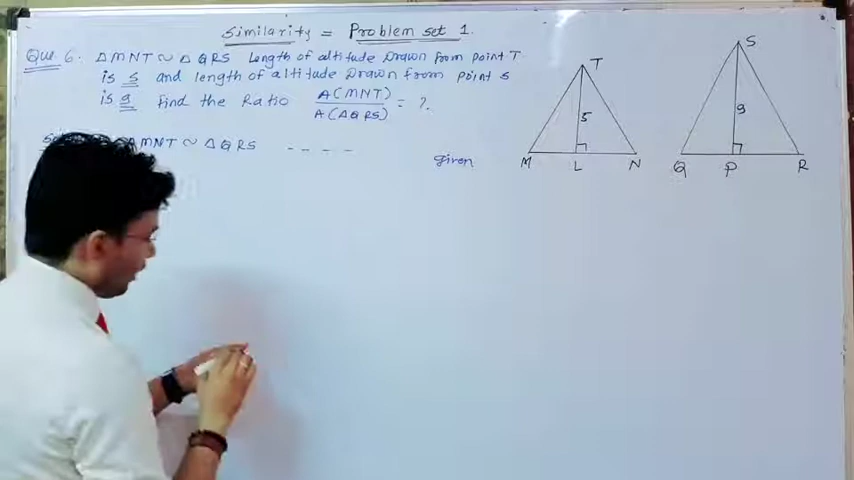 Similarity = Problem set 1.
Que 6. △MNT ~ △QRS Length of altitude Drawn from point T
is 5 and length of altitude Drawn from point s
is 9 find the Ratio A(MNT) / A(△QRS) = ?.
△MNT ~ △QRS - - - - given
T
5
M L N
S
9
Q P R